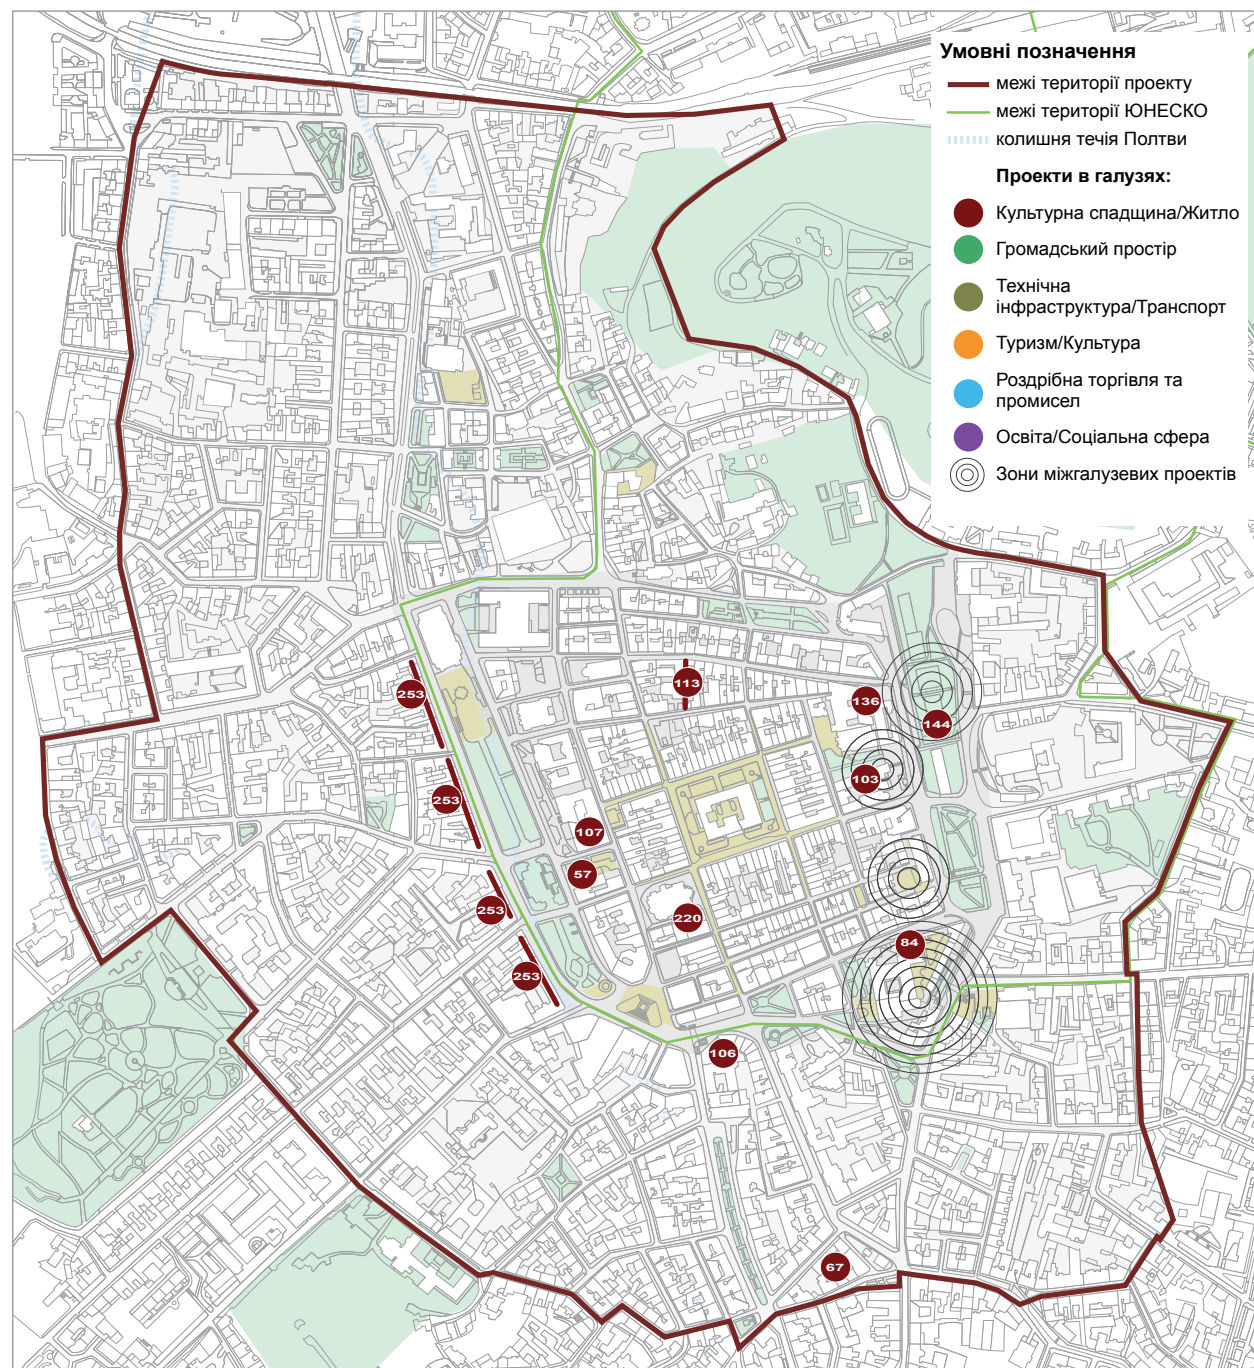 Умовні позначення
межі території проекту
межі території ЮНЕСКО
колишня течія Полтви
Проекти в галузях:
Культурна спадщина/Житло
Громадський простір
Технічна
інфраструктура/Транспорт
Туризм/Культура
Роздрібна торгівля та
промисел
Освіта/Соціальна сфера
Зони міжгалузевих проектів
113
253
136
144
103
253
107
57
253
220
84
253
106
67